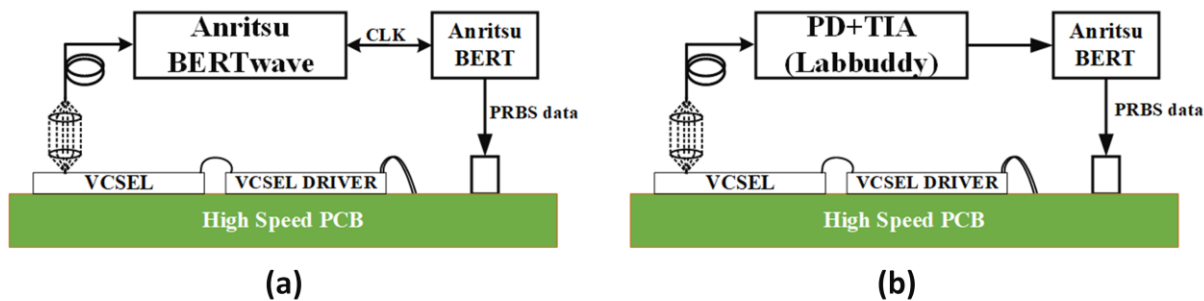 Anritsu
BERTwave
CLK
Anritsu
BERT
PRBS data
VCSEL
VCSEL DRIVER
High Speed PCB
(a)
PD+TIA
(Labbuddy)
Anritsu
BERT
PRBS data
VCSEL
VCSEL DRIVER
High Speed PCB
(b)